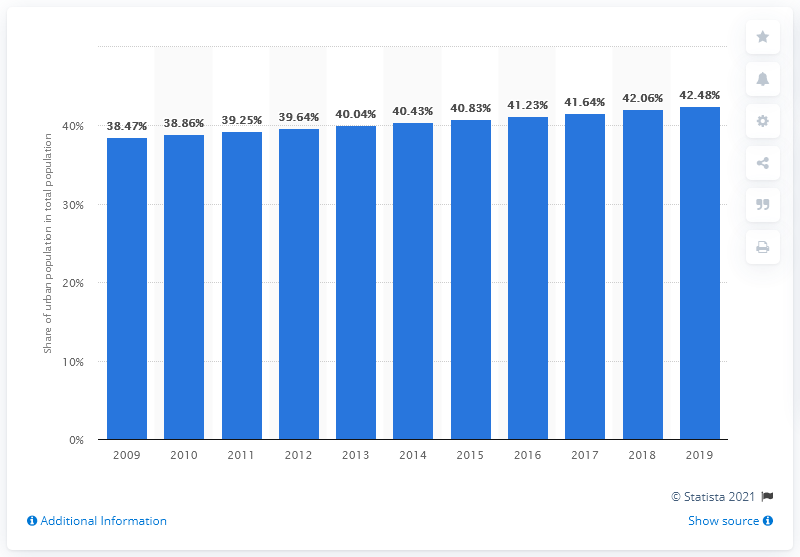 38.47% 38.86% 39.25% 39.64% 40.04% 40.43% 40.83% 41.23% 41.64% 42.06% 42.48%
Share of urban population in total population
40%
30%
20%
10%
0%
2009 2010 2011 2012 2013 2014 2015 2016 2017 2018 2019
© Statista 2021
Additional Information
Show source